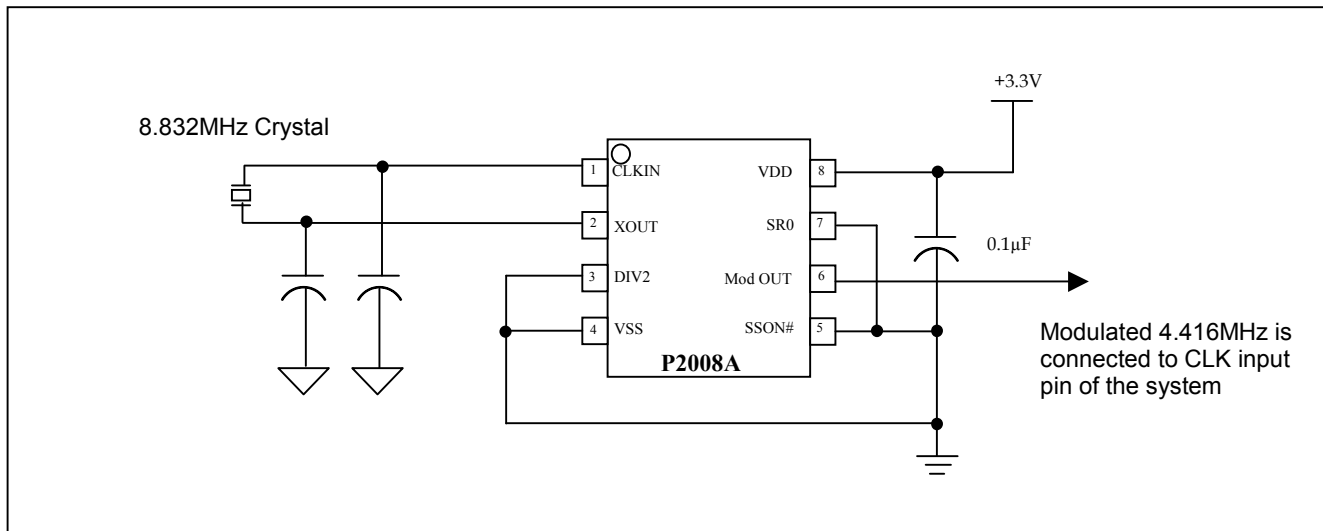 +3.3V
8.832MHz Crystal
1 CLKIN
VDD 8
2 XOUT
SR0 7
0.1µF
3 DIV2
Mod OUT 6
4 VSS
SSON# 5
P2008A
Modulated 4.416MHz is
connected to CLK input
pin of the system